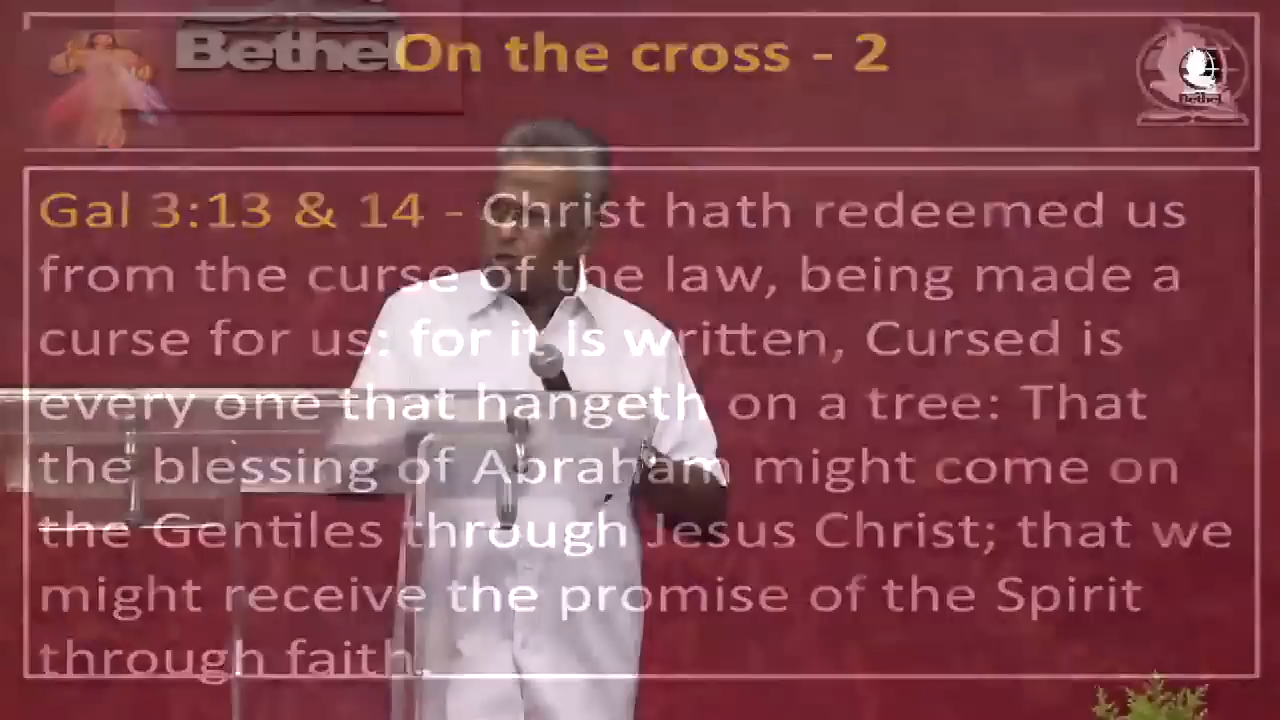 Bethel
On the cross - 2
Bethel
Gal 3:13 & 14 - Christ hath redeemed us
from the curse of the law, being made a
curse for us: for it is written, Cursed is
every one that hangeth on a tree: That
the blessing of Abraham might come on
the Gentiles through Jesus Christ; that we
might receive the promise of the Spirit
through faith.